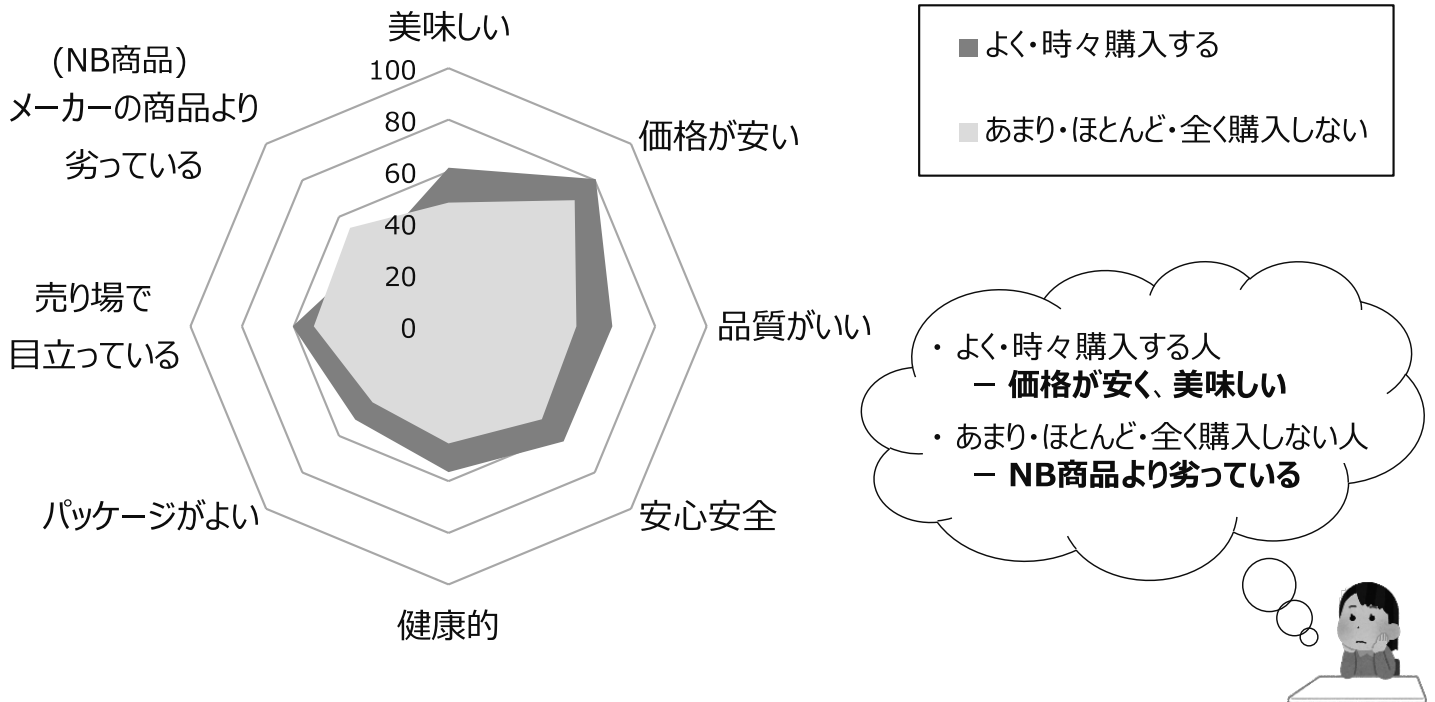 美味しい
(NB商品)
メーカーの商品より
劣っている
100
80
60
40
20
0
価格が安い
売り場で
目立っている
品質がいい
パッケージがよい
安心安全
健康的
よく・時々購入する
あまり・ほとんど・全く購入しない
・ よく・時々購入する人
― 価格が安く、美味しい
・ あまり・ほとんど・全く購入しない人
― NB商品より劣っている